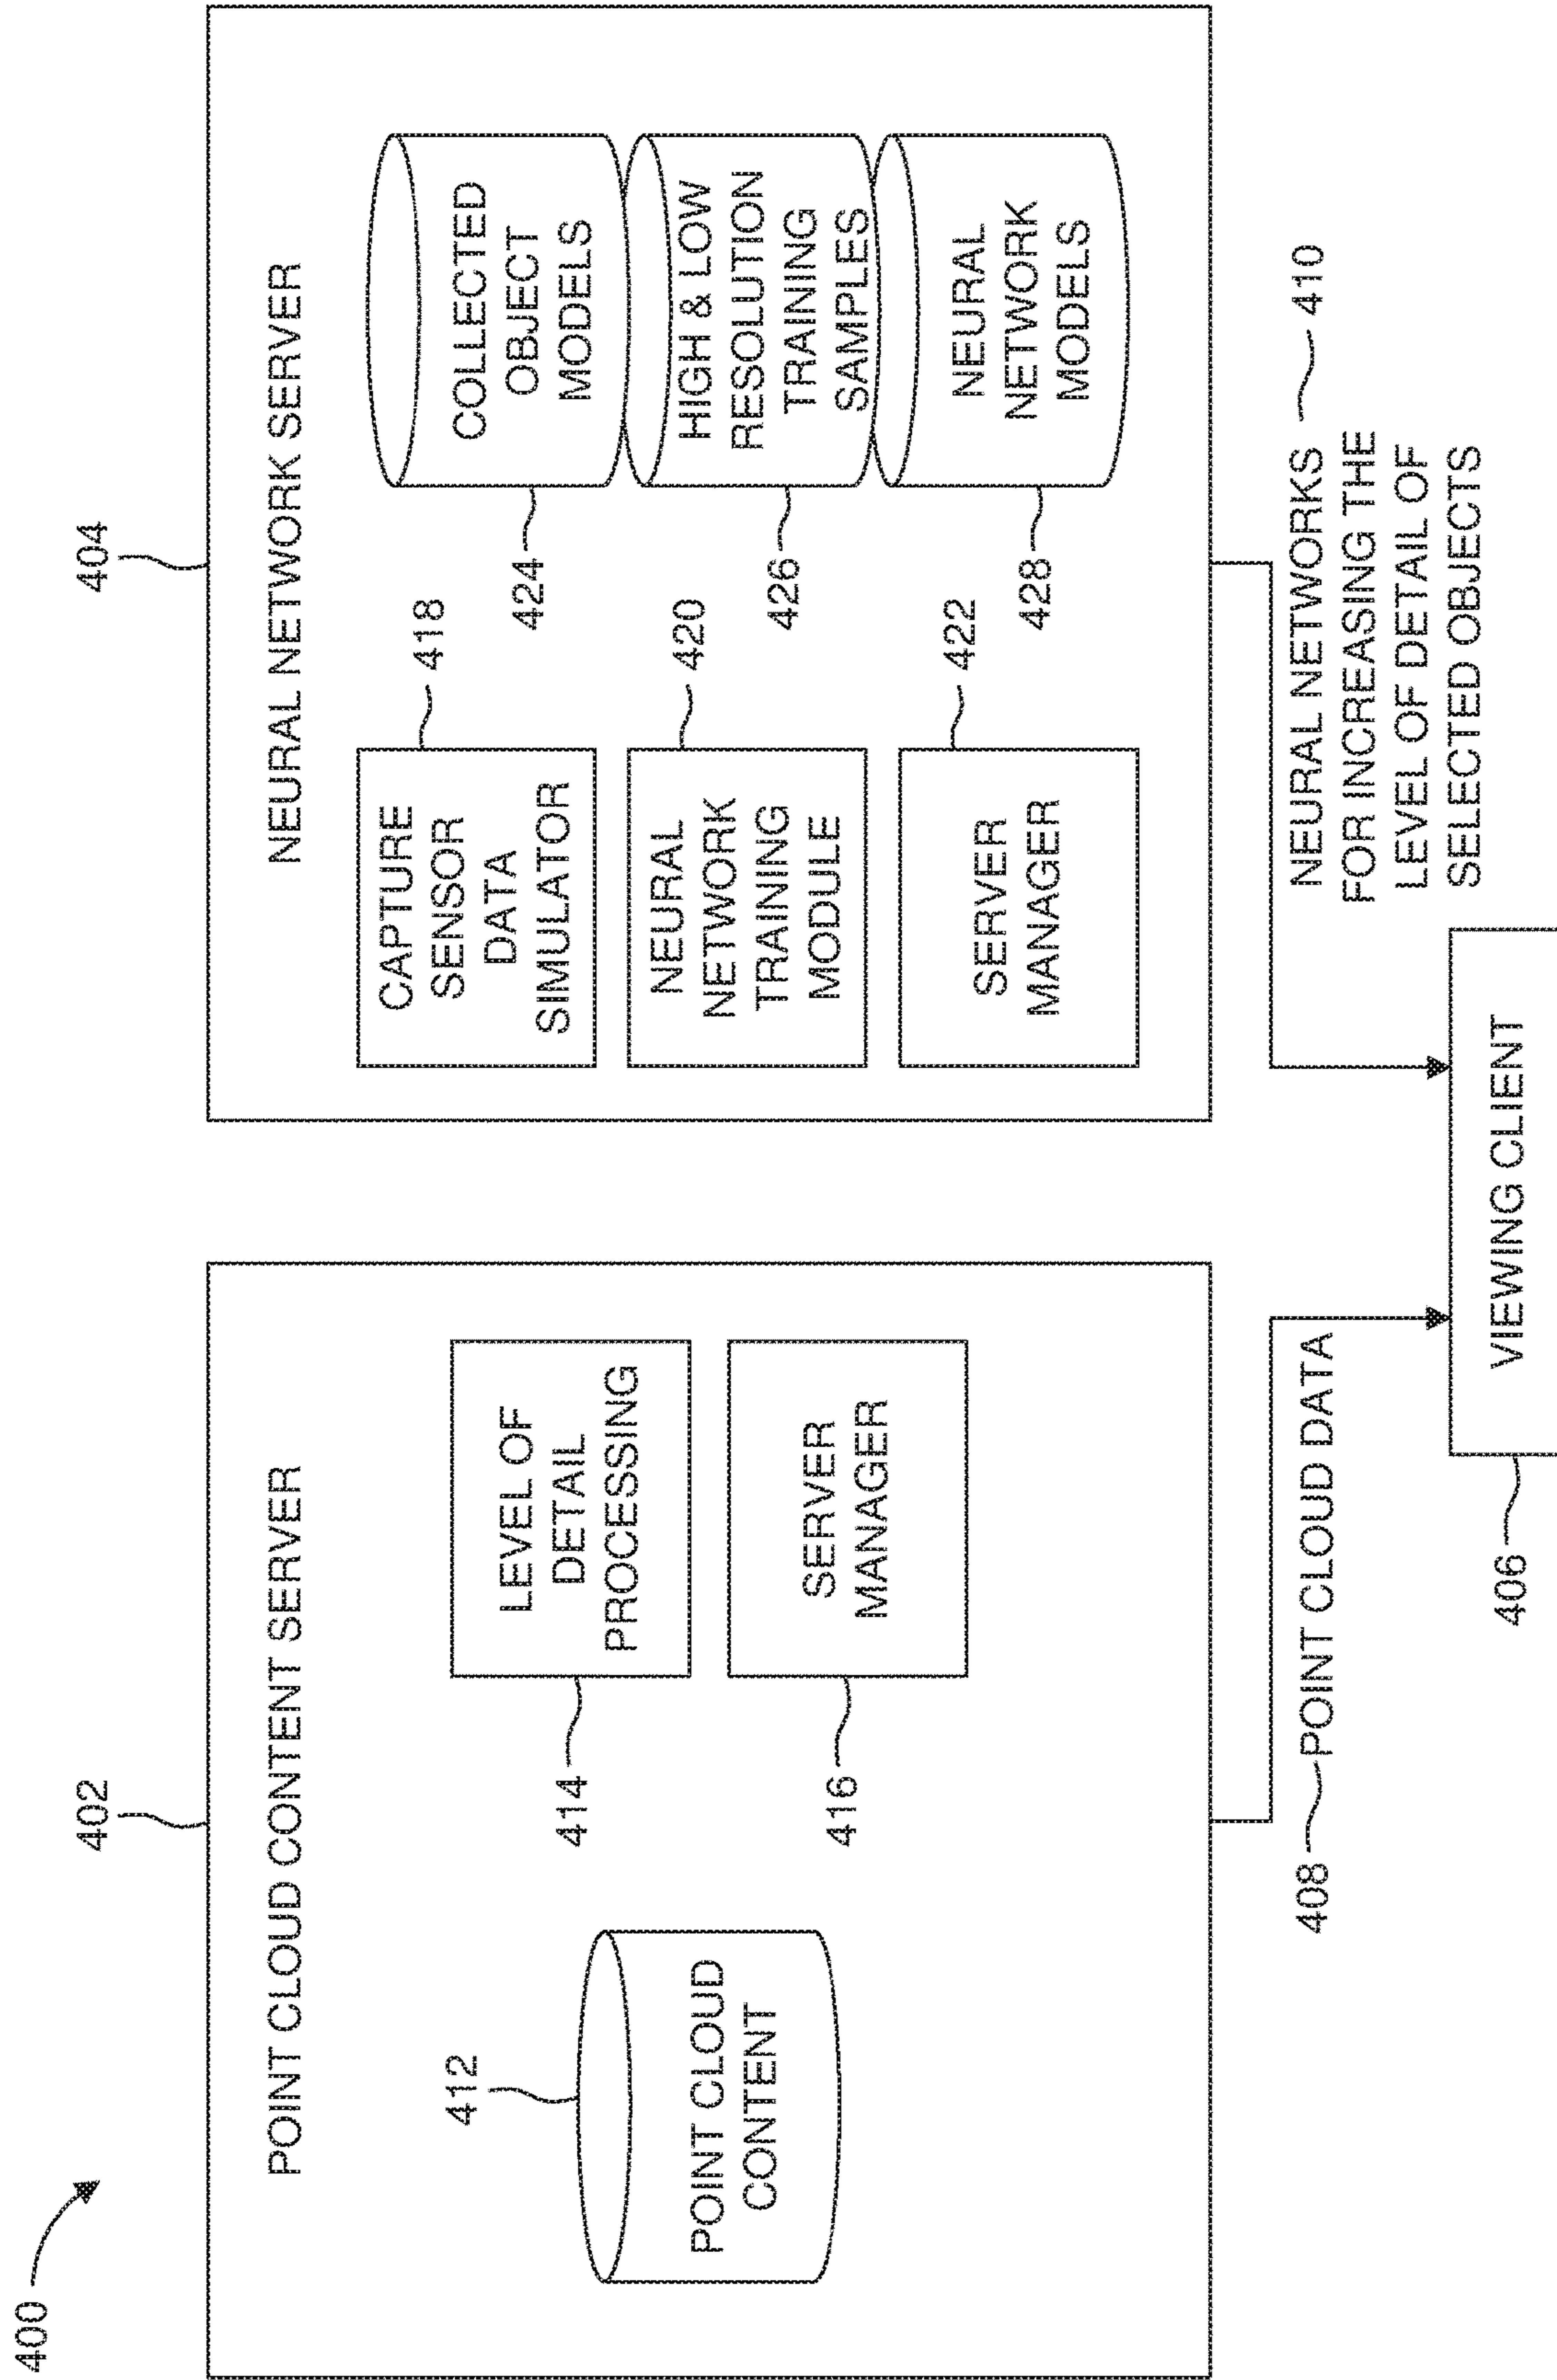 400
402
POINT CLOUD CONTENT SERVER
412
POINT CLOUD
CONTENT
414
LEVEL OF
DETAIL
PROCESSING
416
SERVER
MANAGER
404
NEURAL NETWORK SERVER
CAPTURE
SENSOR
DATA
SIMULATOR
418
NEURAL
NETWORK
TRAINING
MODULE
420
SERVER
MANAGER
422
424
COLLECTED
OBJECT
MODELS
426
HIGH & LOW
RESOLUTION
TRAINING
SAMPLES
428
NEURAL
NETWORK
MODELS
408
POINT CLOUD DATA
NEURAL NETWORKS
FOR INCREASING THE
LEVEL OF DETAIL OF
SELECTED OBJECTS
410
406
VIEWING CLIENT